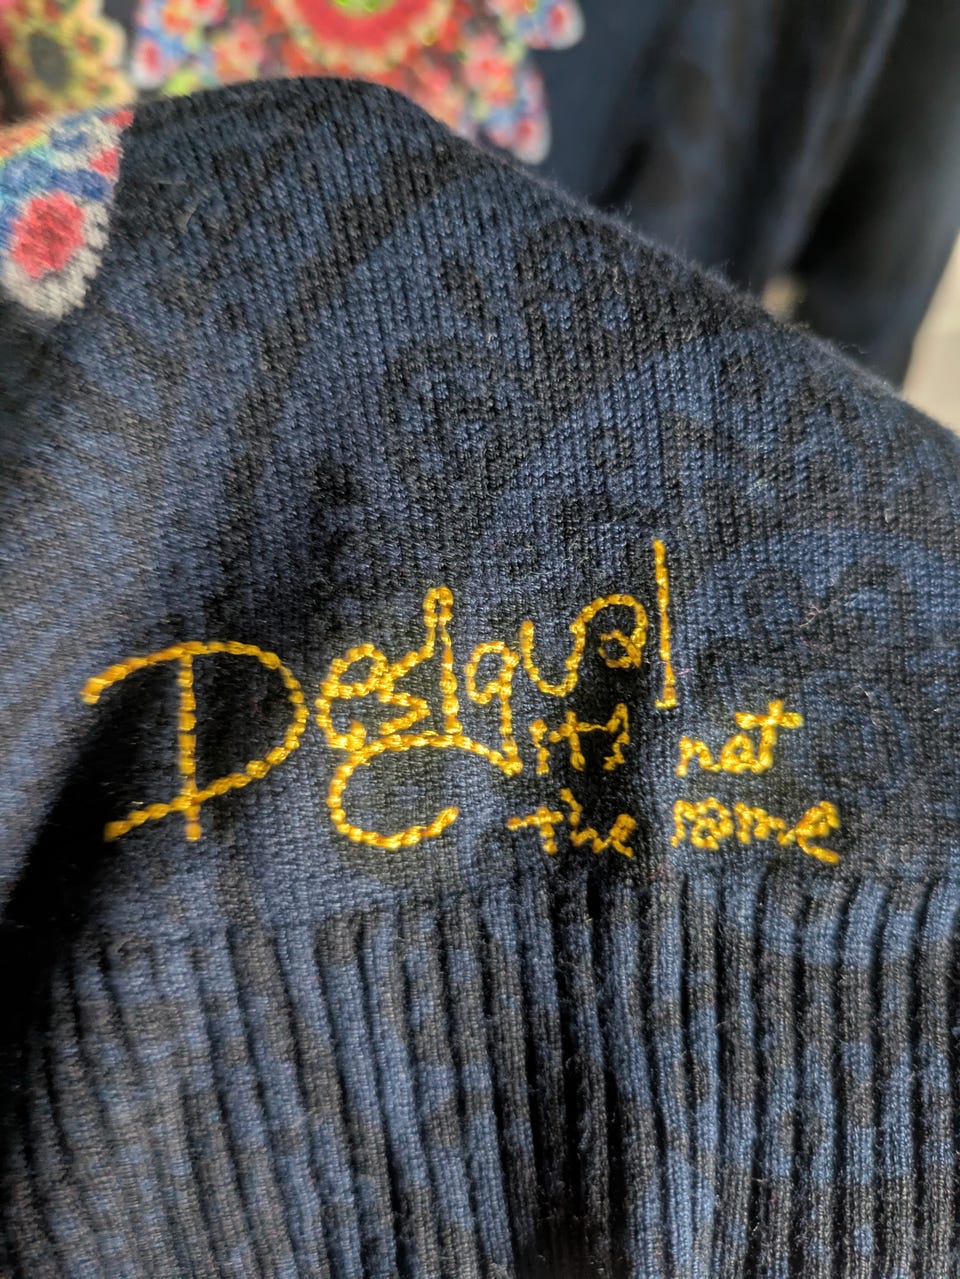 Desigual
it's not
the same